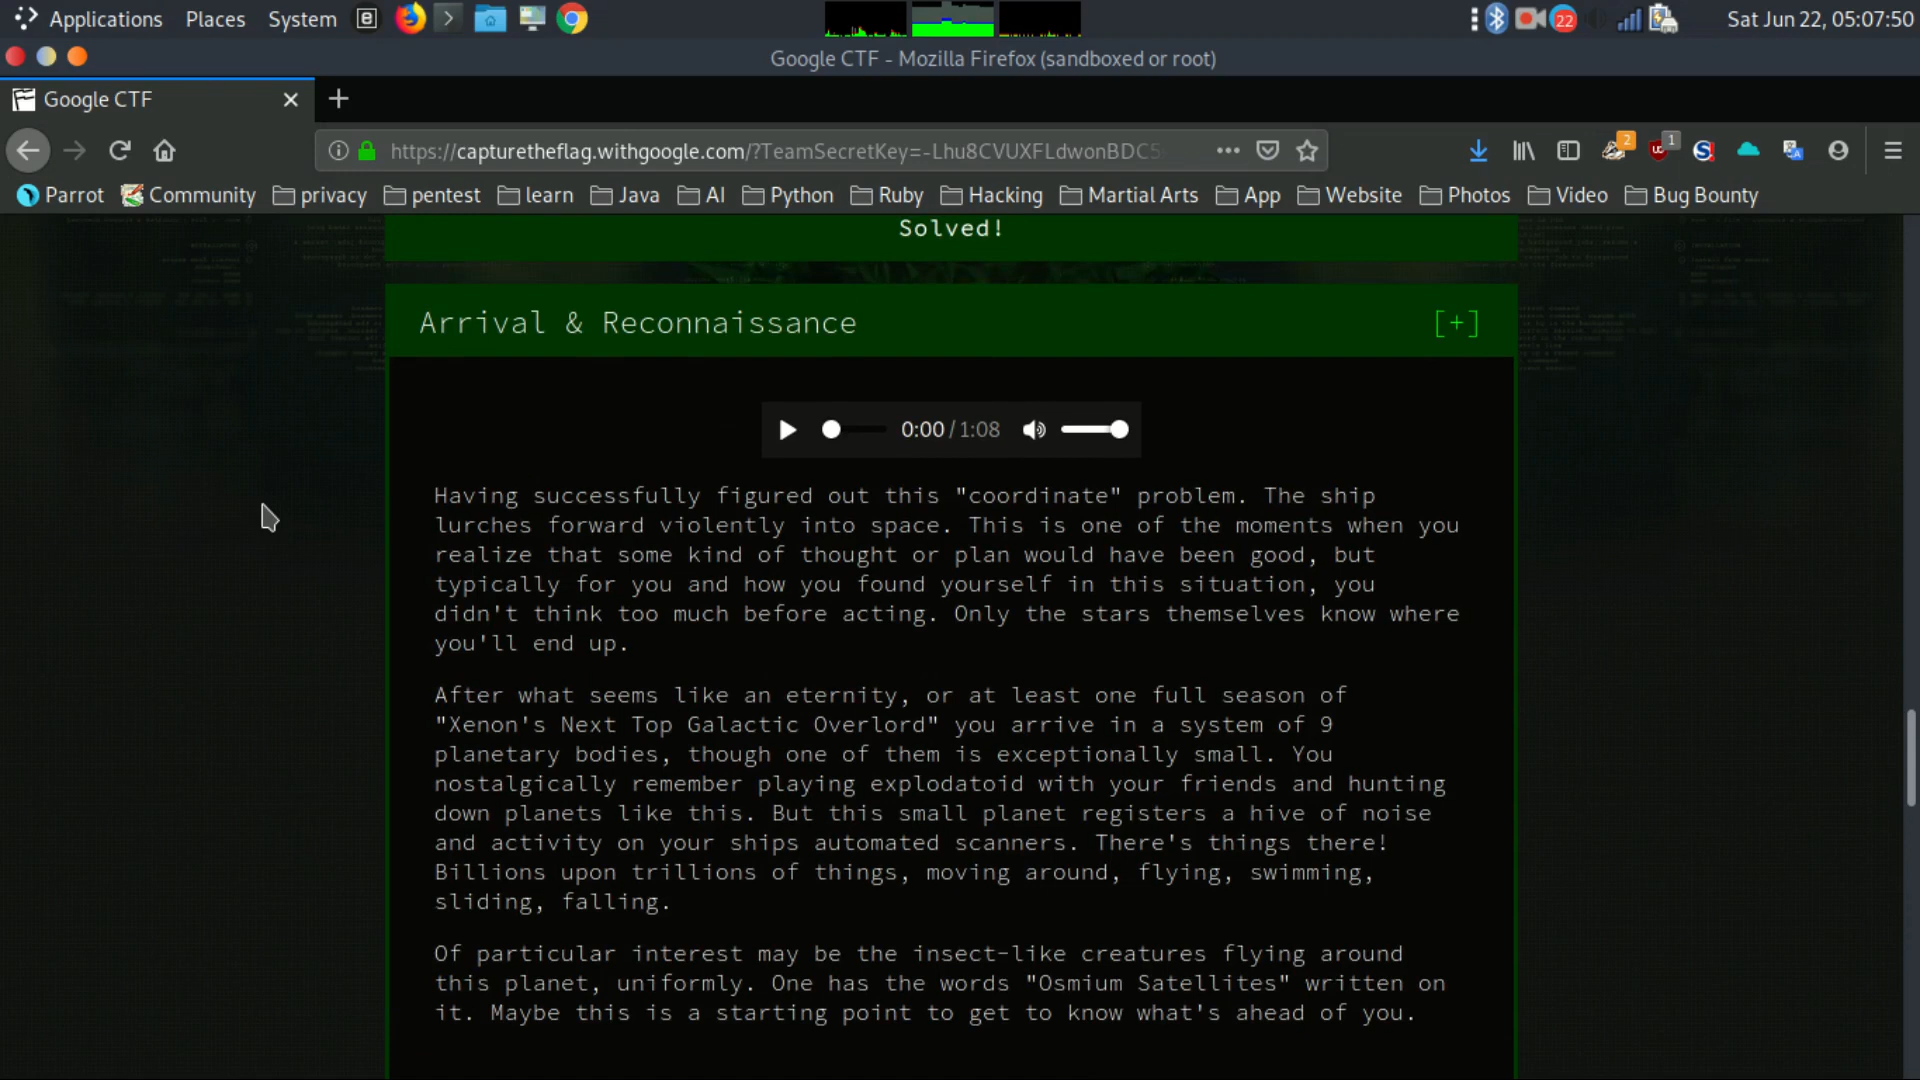 Applications Places System
22
Sat Jun 22, 05:07:50
Google CTF - Mozilla Firefox (sandboxed or root)
Google CTF
https://capturetheflag.withgoogle.com/?TeamSecretKey=-Lhu8CVUXFLdwonBDC5
2
1
Parrot Community privacy pentest learn Java AI Python Ruby Hacking Martial Arts App Website Photos Video Bug Bounty
Solved!
Arrival & Reconnaissance [+]
0:00 / 1:08
Having successfully figured out this "coordinate" problem. The ship
lurches forward violently into space. This is one of the moments when you
realize that some kind of thought or plan would have been good, but
typically for you and how you found yourself in this situation, you
didn't think too much before acting. Only the stars themselves know where
you'll end up.
After what seems like an eternity, or at least one full season of
"Xenon's Next Top Galactic Overlord" you arrive in a system of 9
planetary bodies, though one of them is exceptionally small. You
nostalgically remember playing explodatoid with your friends and hunting
down planets like this. But this small planet registers a hive of noise
and activity on your ships automated scanners. There's things there!
Billions upon trillions of things, moving around, flying, swimming,
sliding, falling.
Of particular interest may be the insect-like creatures flying around
this planet, uniformly. One has the words "Osmium Satellites" written on
it. Maybe this is a starting point to get to know what's ahead of you.